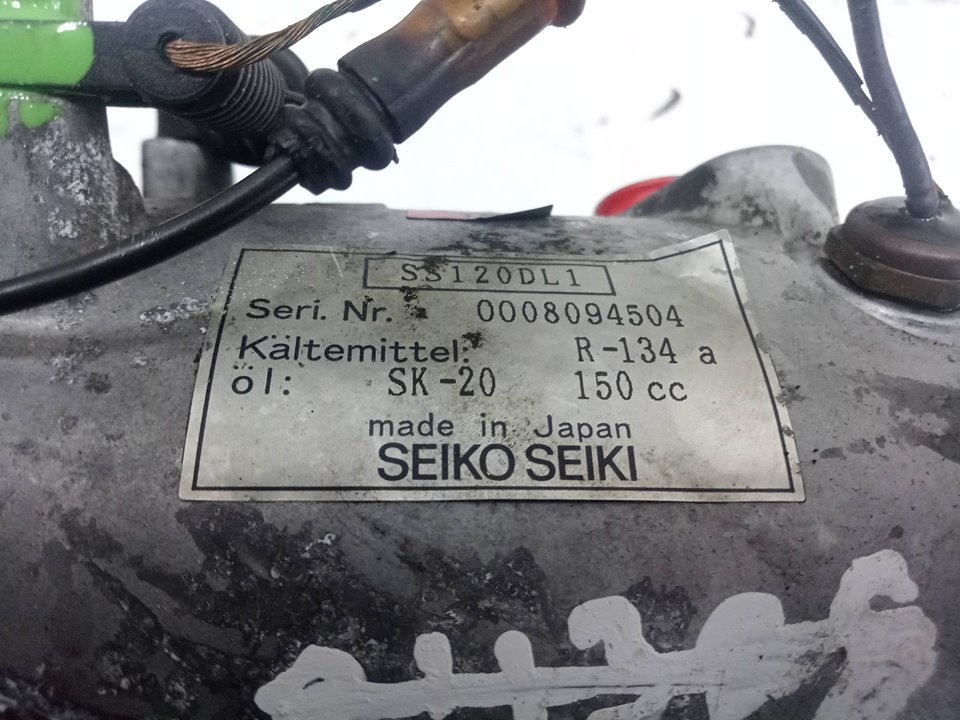 SS120DL1
Seri. Nr. 0008094504
Kältemittel: R-134 a
öl: SK-20 150 cc
made in Japan
SEIKO SEIKI